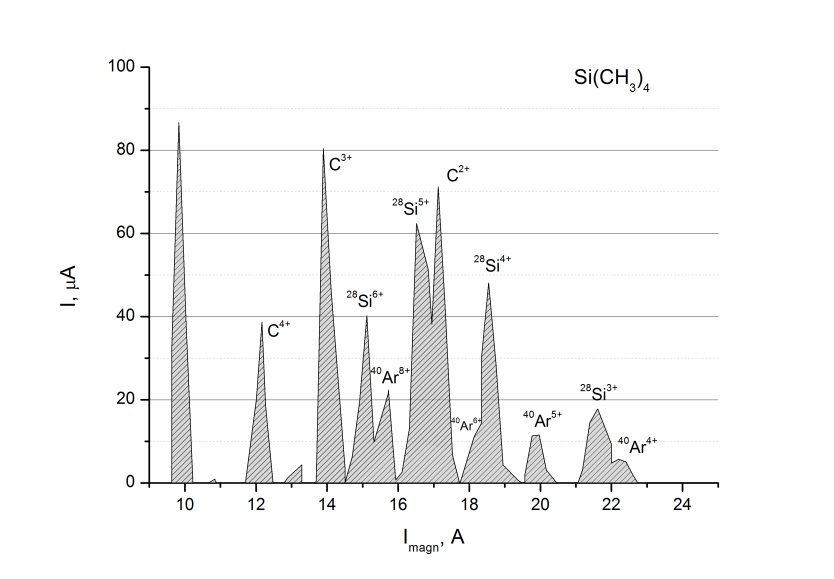 100
Si(CH₃)₄
80
C³⁺
C²⁺
²⁸Si⁵⁺
60
I, μA
²⁸Si⁴⁺
²⁸Si⁶⁺
40
C⁴⁺
⁴⁰Ar⁸⁺
20
²⁸Si³⁺
⁴⁰Ar⁶⁺
⁴⁰Ar⁵⁺
⁴⁰Ar⁴⁺
0
10 12 14 16 18 20 22 24
Iₘₐgₙ, A